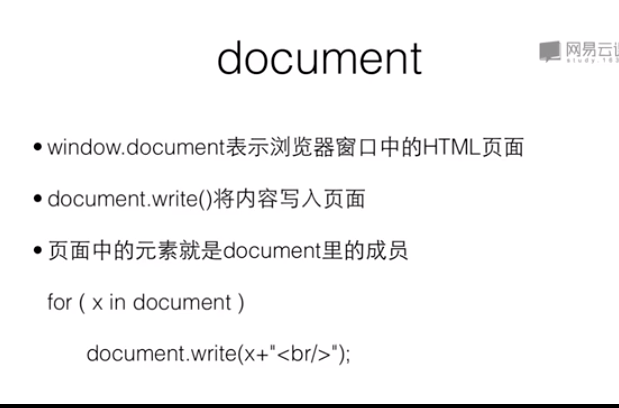 document
网易云
study.163
• window.document表示浏览器窗口中的HTML页面
• document.write()将内容写入页面
• 页面中的元素就是document里的成员
for ( x in document )
document.write(x+"<br/>");